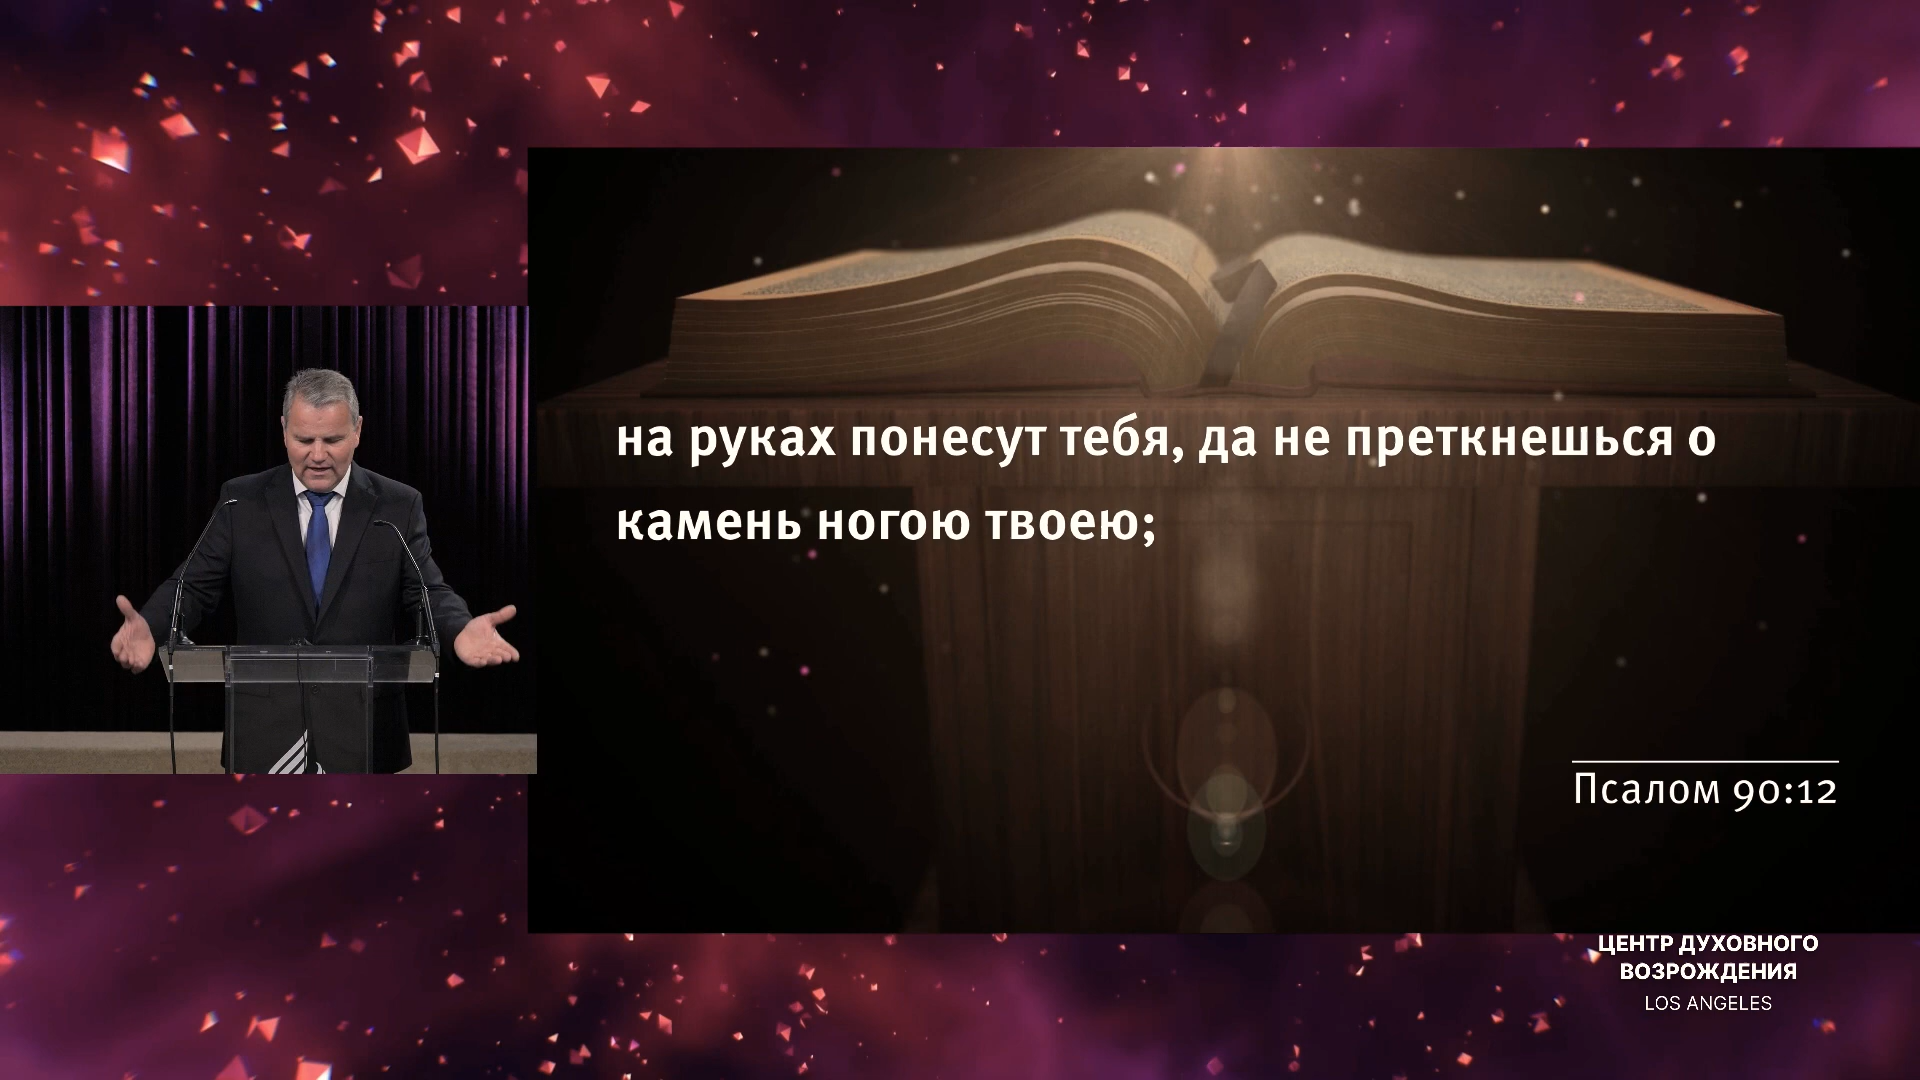 на руках понесут тебя, да не преткнешься о
камень ногою твоею;
Псалом 90:12
ЦЕНТР ДУХОВНОГО
ВОЗРОЖДЕНИЯ
LOS ANGELES